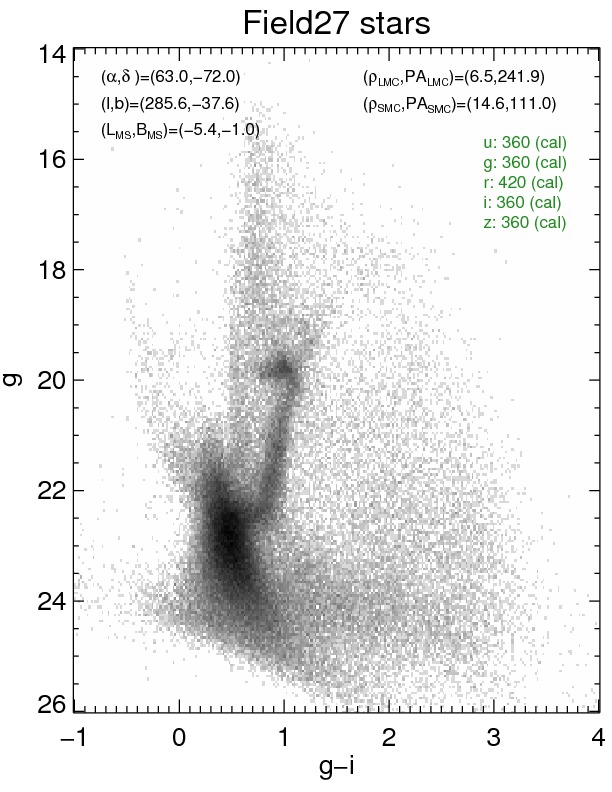 Field27 stars
(α,δ )=(63.0,−72.0)
(l,b)=(285.6,−37.6)
(LMS,BMS)=(−5.4,−1.0)
(ρLMC,PALMC)=(6.5,241.9)
(ρSMC,PASMC)=(14.6,111.0)
u: 360 (cal)
g: 360 (cal)
r: 420 (cal)
i: 360 (cal)
z: 360 (cal)
g
14
16
18
20
22
24
26
−1 0 1 2 3 4
g−i